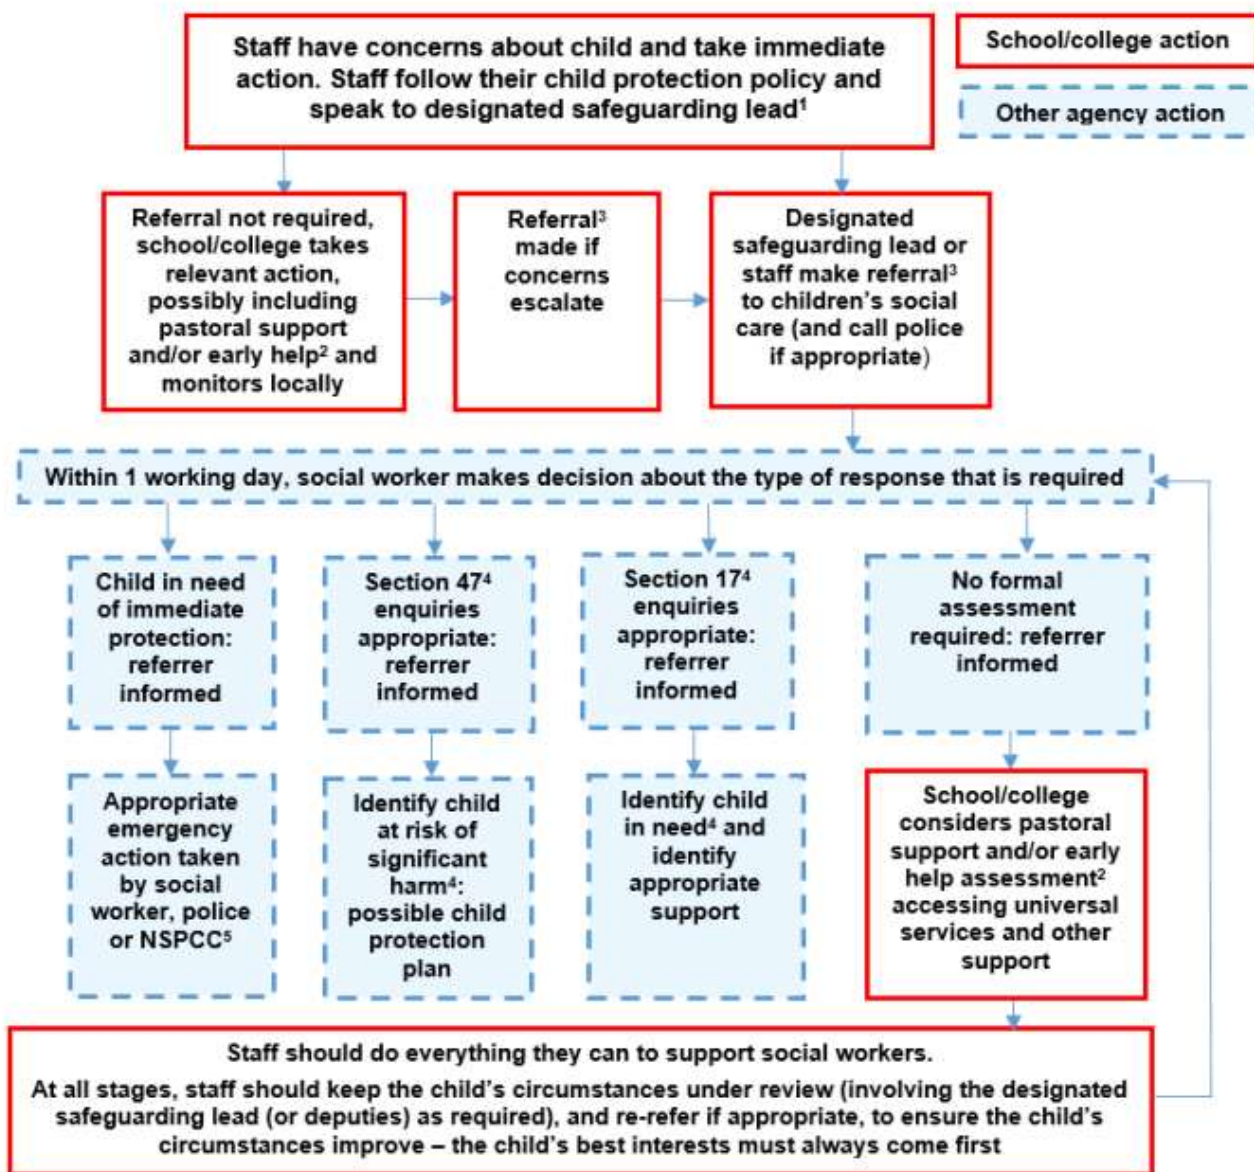 Staff have concerns about child and take immediate
action. Staff follow their child protection policy and
speak to designated safeguarding lead¹
School/college action
Other agency action
Referral not required,
school/college takes
relevant action,
possibly including
pastoral support
and/or early help² and
monitors locally
Referral³
made if
concerns
escalate
Designated
safeguarding lead or
staff make referral³
to children's social
care (and call police
if appropriate)
Within 1 working day, social worker makes decision about the type of response that is required
Child in need
of immediate
protection:
referrer
informed
Section 47⁴
enquiries
appropriate:
referrer
informed
Section 17⁴
enquiries
appropriate:
referrer
informed
No formal
assessment
required: referrer
informed
Appropriate
emergency
action taken
by social
worker, police
or NSPCC⁵
Identify child
at risk of
significant
harm⁴:
possible child
protection
plan
Identify child
in need⁴ and
identify
appropriate
support
School/college
considers pastoral
support and/or early
help assessment²
accessing universal
services and other
support
Staff should do everything they can to support social workers.
At all stages, staff should keep the child's circumstances under review (involving the designated
safeguarding lead (or deputies) as required), and re-refer if appropriate, to ensure the child's
circumstances improve – the child's best interests must always come first